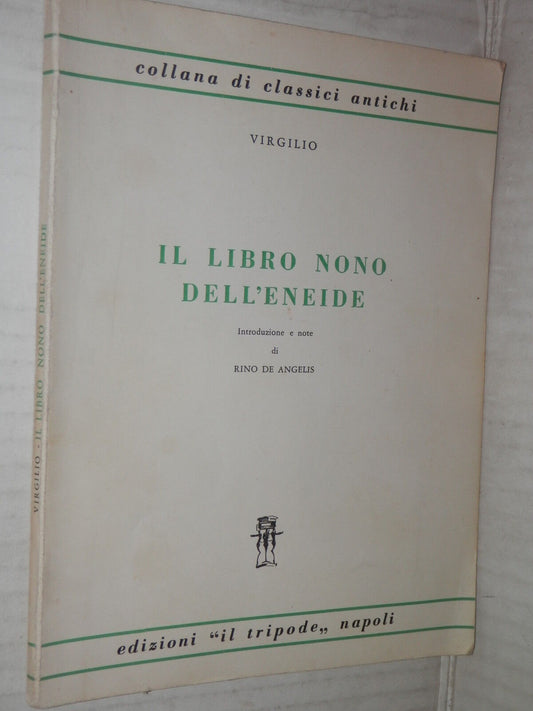 collana di classici antichi
VIRGILIO
IL LIBRO NONO
DELL'ENEIDE
Introduzione e note
di
RINO DE ANGELIS
edizioni “il tripode„ napoli
VIRGILIO - IL LIBRO NONO DELL'ENEIDE